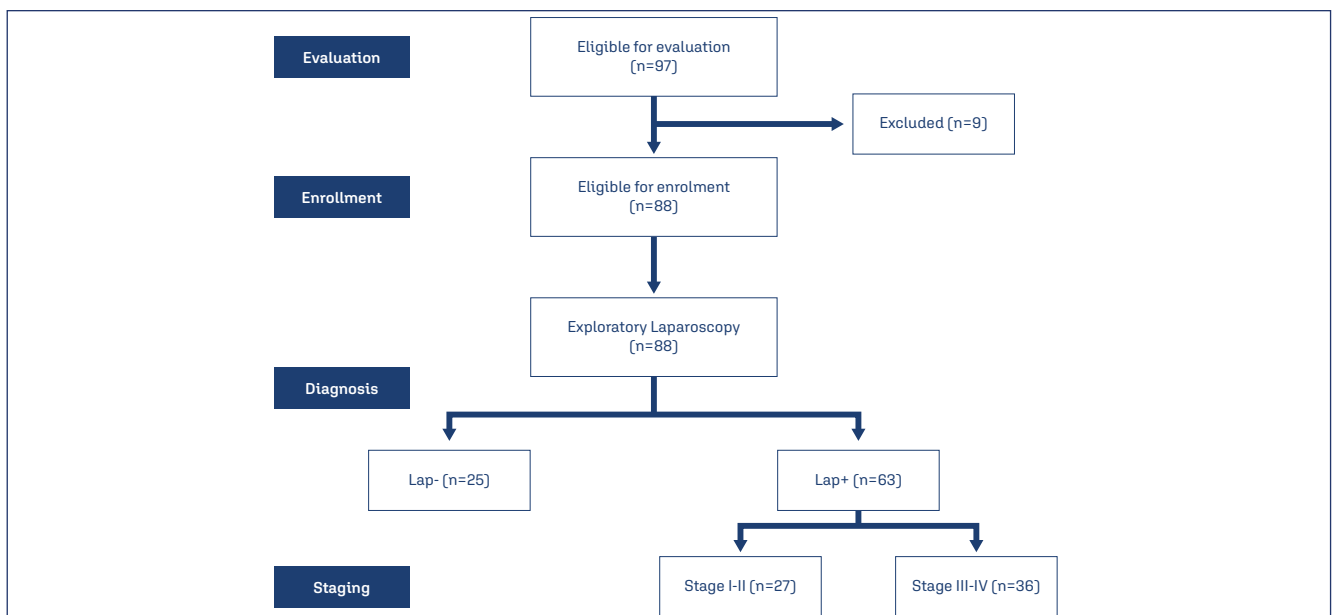 Evaluation
Eligible for evaluation
(n=97)
Excluded (n=9)
Enrollment
Eligible for enrolment
(n=88)
Exploratory Laparoscopy
(n=88)
Diagnosis
Lap- (n=25)
Lap+ (n=63)
Staging
Stage I-II (n=27)
Stage III-IV (n=36)